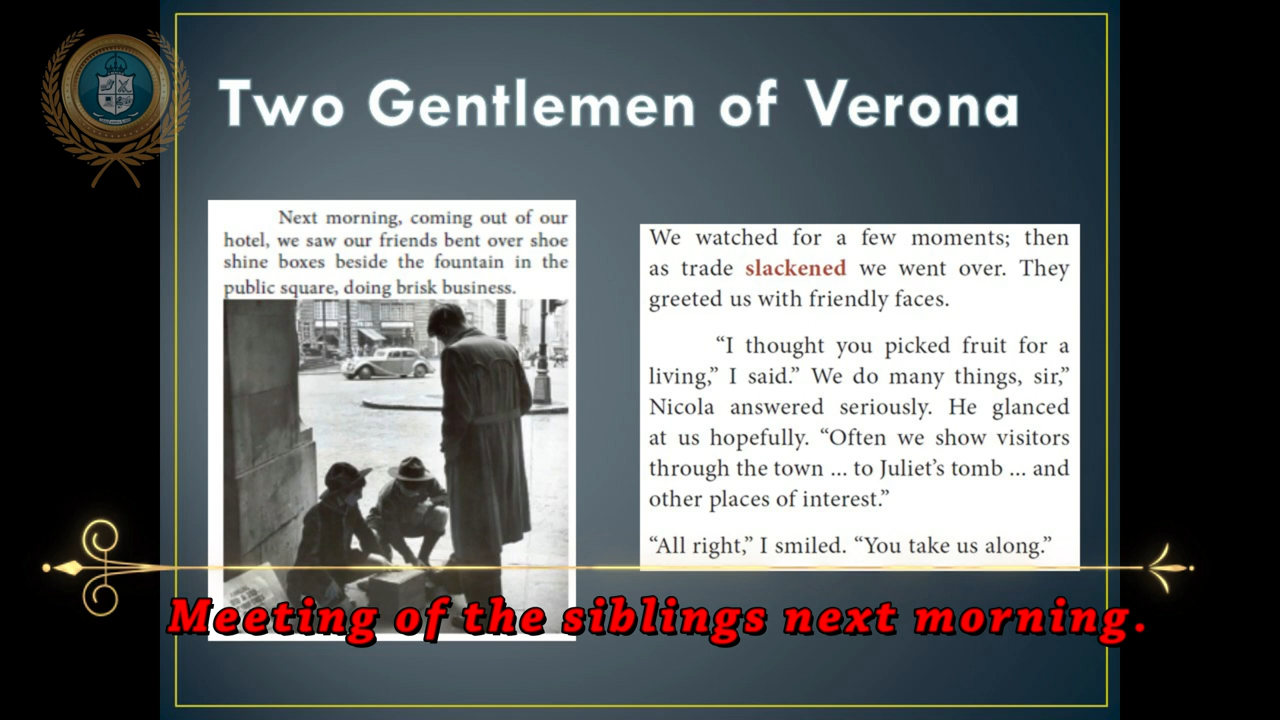 Two Gentlemen of Verona
Next morning, coming out of our
hotel, we saw our friends bent over shoe
shine boxes beside the fountain in the
public square, doing brisk business.
We watched for a few moments; then
as trade slackened we went over. They
greeted us with friendly faces.
“I thought you picked fruit for a
living,” I said.” We do many things, sir,”
Nicola answered seriously. He glanced
at us hopefully. “Often we show visitors
through the town ... to Juliet’s tomb ... and
other places of interest.”
“All right,” I smiled. “You take us along.”
Meeting of the siblings next morning.